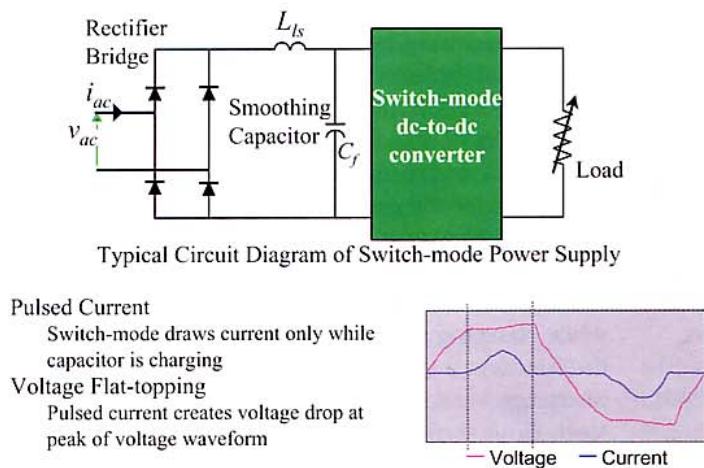 Rectifier
Bridge
L_ls
i_ac
v_ac
Smoothing
Capacitor
C_f
Switch-mode
dc-to-dc
converter
Load
Typical Circuit Diagram of Switch-mode Power Supply
Pulsed Current
Switch-mode draws current only while
capacitor is charging
Voltage Flat-topping
Pulsed current creates voltage drop at
peak of voltage waveform
Voltage
Current